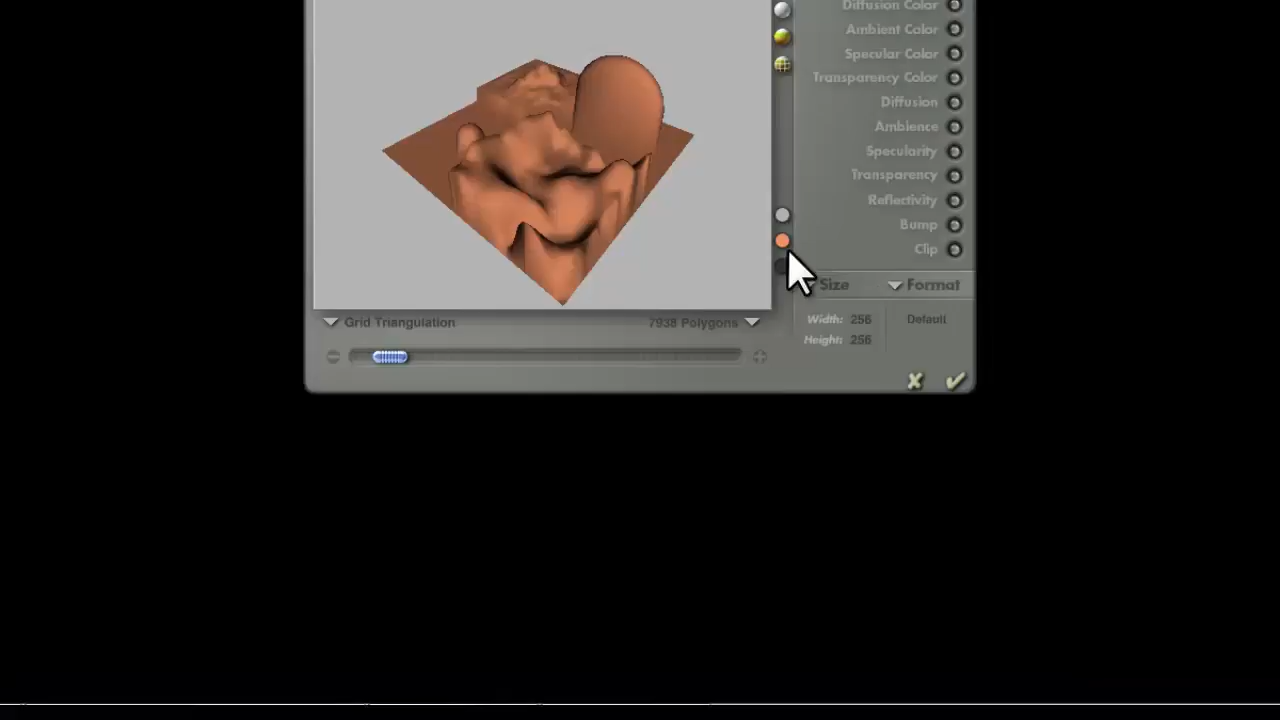 Diffusion Color
Ambient Color
Specular Color
Transparency Color
Diffusion
Ambience
Specularity
Transparency
Reflectivity
Bump
Clip
Size Format
Grid Triangulation 7938 Polygons
Width: 256 Default
Height: 256